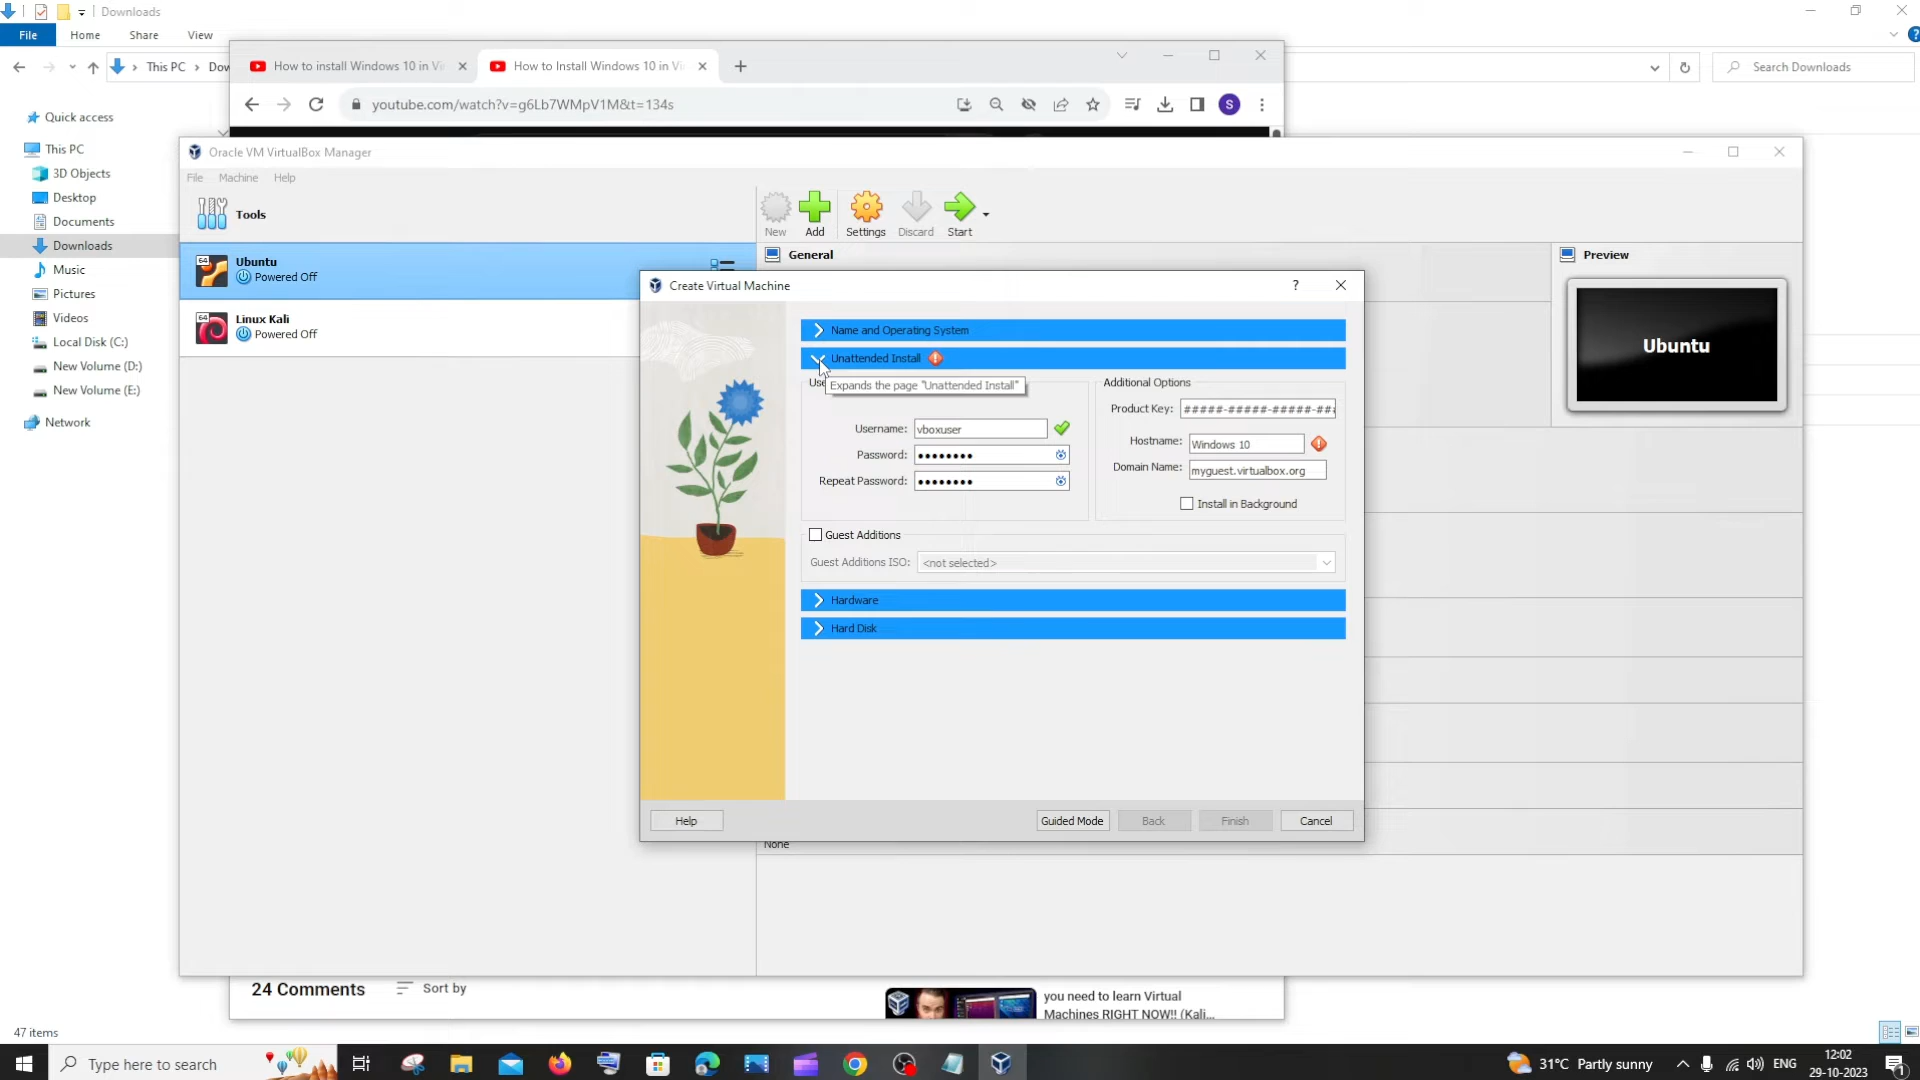 Downloads
File Home Share View
This PC Dow
Search Downloads
How to install Windows 10 in Vi
How to Install Windows 10 in Vi
youtube.com/watch?v=g6Lb7WMpV1M&t=134s
S
Quick access
This PC
3D Objects
Desktop
Documents
Downloads
Music
Pictures
Videos
Local Disk (C:)
New Volume (D:)
New Volume (E:)
Network
Oracle VM VirtualBox Manager
File Machine Help
Tools
New Add Settings Discard Start
64 Ubuntu
Powered Off
64 Linux Kali
Powered Off
General
Preview
Ubuntu
Create Virtual Machine
?
Name and Operating System
Unattended Install
Use
Expands the page "Unattended Install"
Username: vboxuser
Password: ••••••••
Repeat Password: ••••••••
Additional Options
Product Key: #####-#####-#####-###
Hostname: Windows 10
Domain Name: myguest.virtualbox.org
Install in Background
Guest Additions
Guest Additions ISO: <not selected>
Hardware
Hard Disk
Help Guided Mode Back Finish Cancel
None
24 Comments Sort by
you need to learn Virtual
Machines RIGHT NOW!! (Kali...
47 items
Type here to search
31°C Partly sunny
ENG
12:02
29-10-2023
1